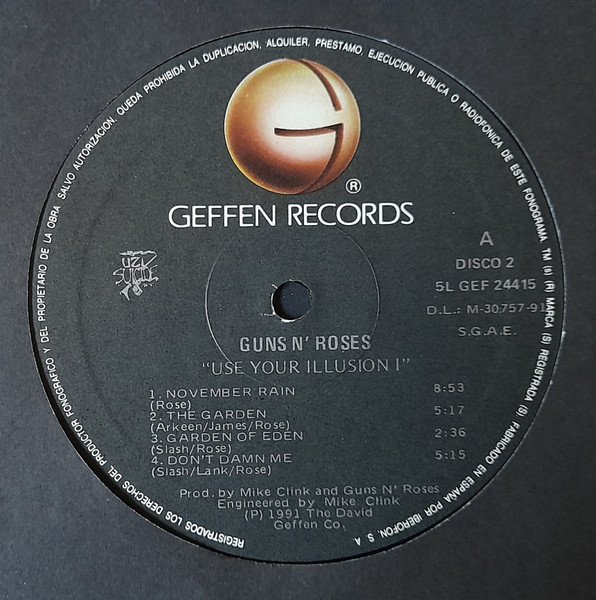 REGISTRADOS LOS DERECHOS DEL PRODUCTOR FONOGRAFICO Y DEL PROPIETARIO DE LA OBRA. SALVO AUTORIZACION, QUEDA PROHIBIDA LA DUPLICACION, ALQUILER, PRESTAMO, EJECUCION PUBLICA O RADIOFONICA DE ESTE FONOGRAMA TM (s) (R) MARCA (S) REGISTRADA (S) FABRICADO EN ESPAÑA POR IBEROFON, S. A.
G
®
GEFFEN RECORDS
UZI
SUICIDE
A
DISCO 2
5L GEF 24415
D.L.: M-30.757-91
S.G.A.E.
GUNS N' ROSES
"USE YOUR ILLUSION I"
1. NOVEMBER RAIN 8:53
(Rose)
2. THE GARDEN 5:17
(Arkeen/James/Rose)
3. GARDEN OF EDEN 2:36
(Slash/Rose)
4. DON'T DAMN ME 5:15
(Slash/Lank/Rose)
Prod. by Mike Clink and Guns N' Roses
Engineered by Mike Clink
(P) 1991 The David
Geffen Co.